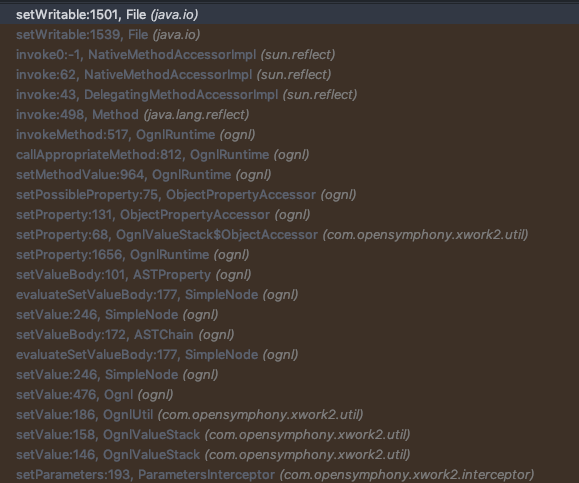 setWritable:1501, File (java.io)
setWritable:1539, File (java.io)
invoke0:-1, NativeMethodAccessorImpl (sun.reflect)
invoke:62, NativeMethodAccessorImpl (sun.reflect)
invoke:43, DelegatingMethodAccessorImpl (sun.reflect)
invoke:498, Method (java.lang.reflect)
invokeMethod:517, OgnlRuntime (ognl)
callAppropriateMethod:812, OgnlRuntime (ognl)
setMethodValue:964, OgnlRuntime (ognl)
setPossibleProperty:75, ObjectPropertyAccessor (ognl)
setProperty:131, ObjectPropertyAccessor (ognl)
setProperty:68, OgnlValueStack$ObjectAccessor (com.opensymphony.xwork2.util)
setProperty:1656, OgnlRuntime (ognl)
setValueBody:101, ASTProperty (ognl)
evaluateSetValueBody:177, SimpleNode (ognl)
setValue:246, SimpleNode (ognl)
setValueBody:172, ASTChain (ognl)
evaluateSetValueBody:177, SimpleNode (ognl)
setValue:246, SimpleNode (ognl)
setValue:476, Ognl (ognl)
setValue:186, OgnlUtil (com.opensymphony.xwork2.util)
setValue:158, OgnlValueStack (com.opensymphony.xwork2.util)
setValue:146, OgnlValueStack (com.opensymphony.xwork2.util)
setParameters:193, ParametersInterceptor (com.opensymphony.xwork2.interceptor)